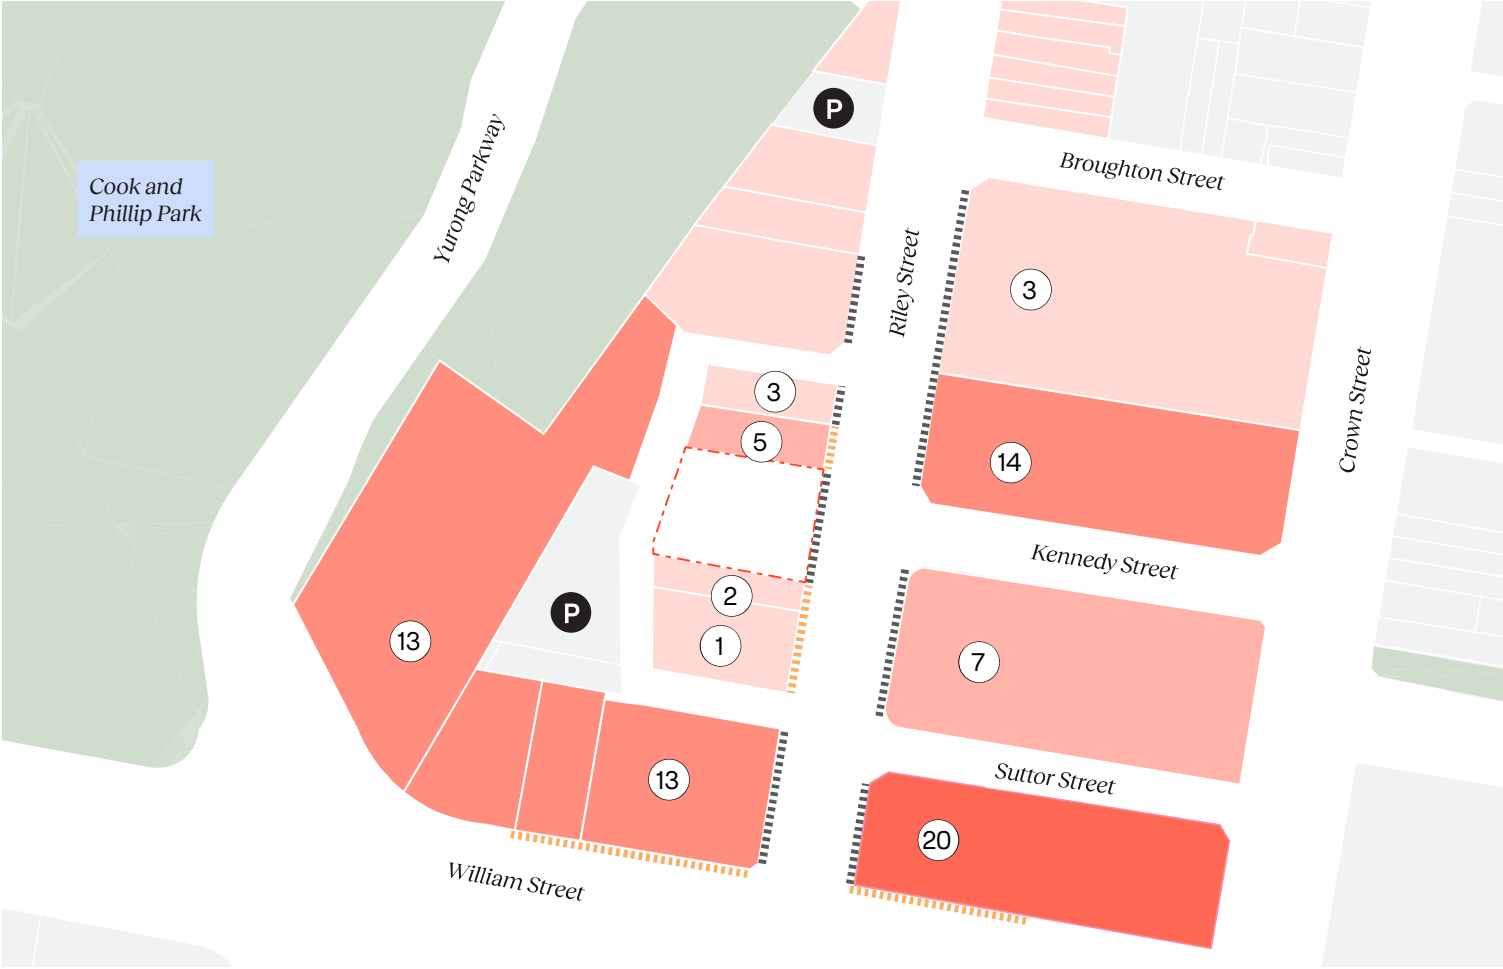 P
Broughton Street
Cook and
Phillip Park
Yurong Parkway
Riley Street
3
3
5
14
Crown Street
Kennedy Street
2
P
13
1
7
13
Suttor Street
20
William Street